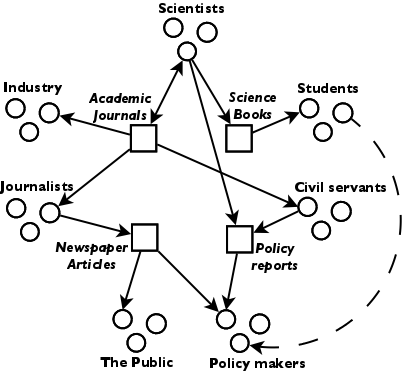 Scientists
Industry
Academic
Journals
Science
Books
Students
Journalists
Civil servants
Newspaper
Articles
Policy
reports
The Public
Policy makers